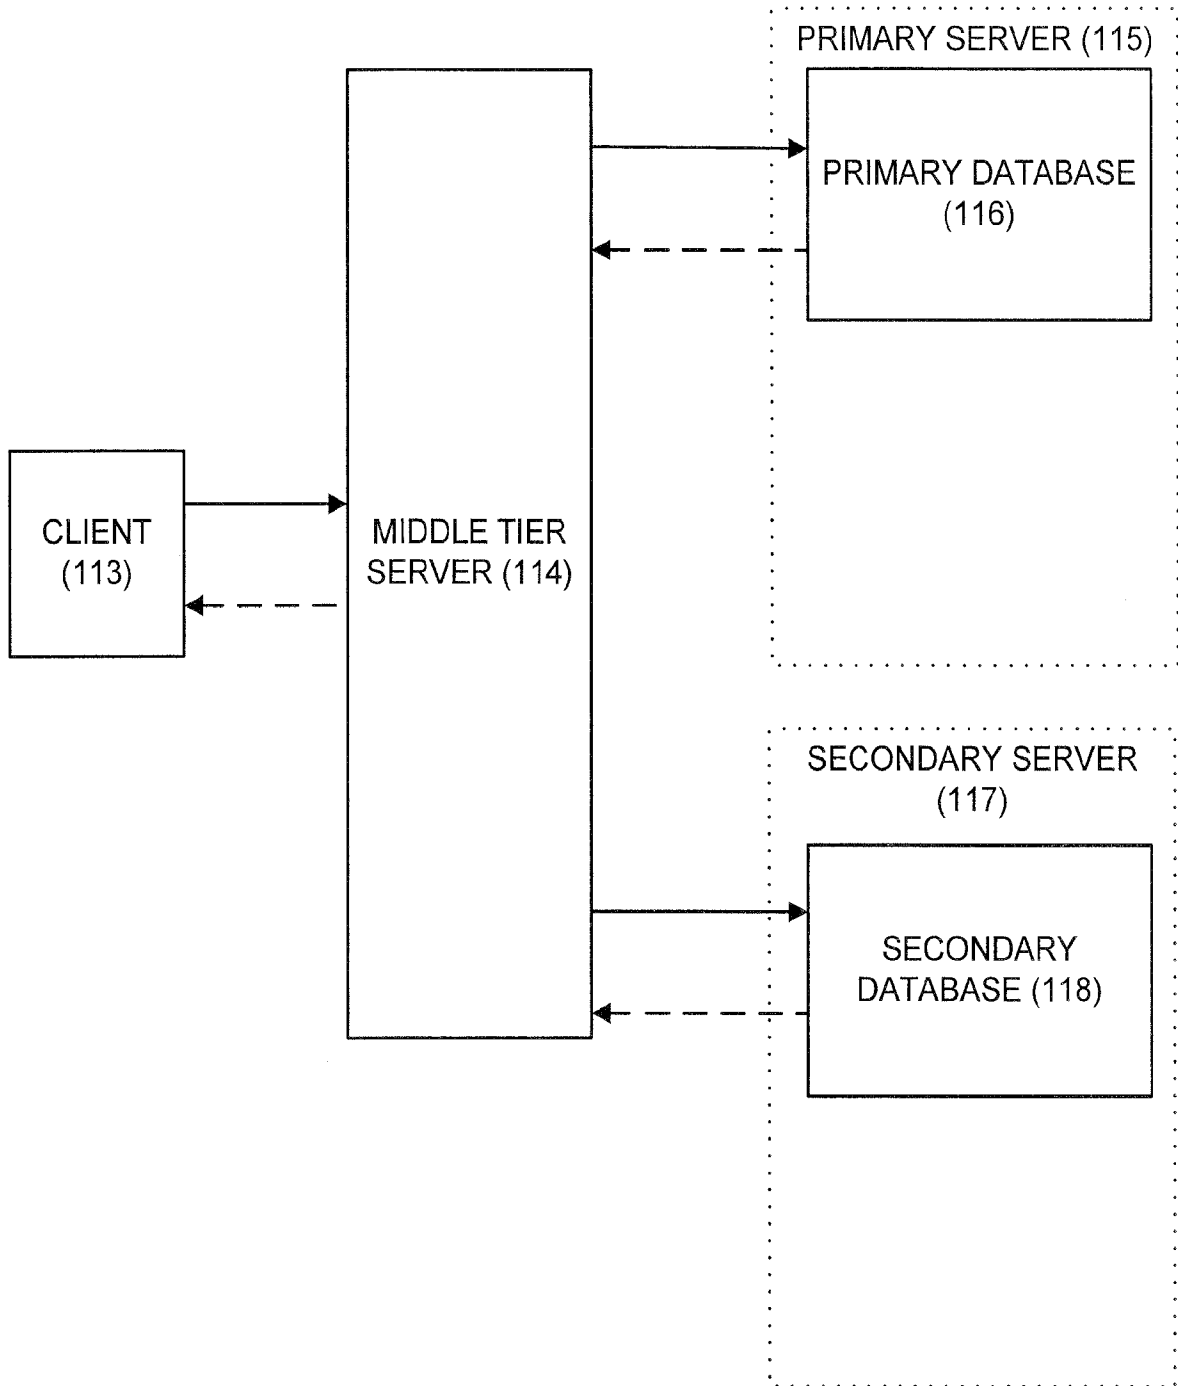 PRIMARY SERVER (115)
PRIMARY DATABASE
(116)
CLIENT
(113)
MIDDLE TIER
SERVER (114)
SECONDARY SERVER
(117)
SECONDARY
DATABASE (118)